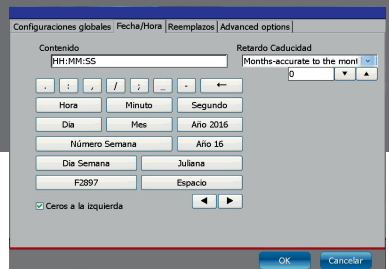 Configuraciones globales Fecha/Hora Reemplazos Advanced options
Contenido Retardo Caducidad
HH:MM:SS Months-accurate to the mont
0
. : , / ; _ - ←
Hora Minuto Segundo
Dia Mes Año 2016
Número Semana Año 16
Dia Semana Juliana
F2897 Espacio
Ceros a la izquierda
OK Cancelar